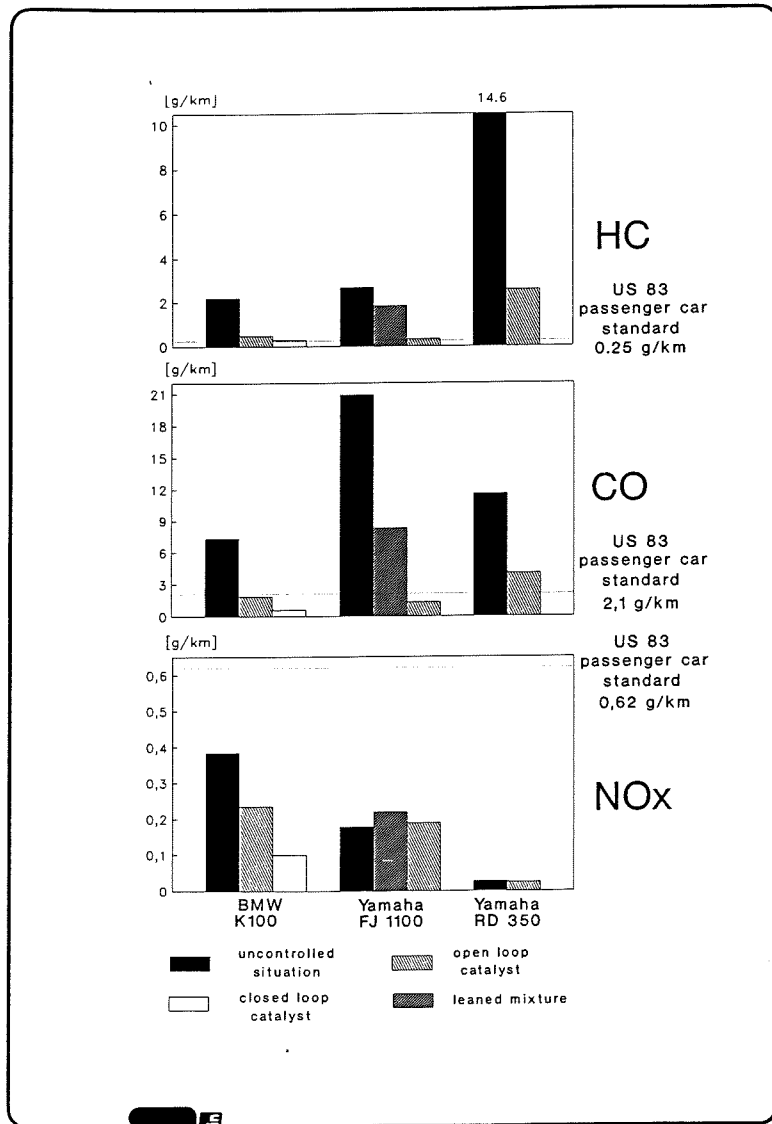 [g/km]
14.6
10
8
6
4
2
0
HC
US 83
passenger car
standard
0.25 g/km
[g/km]
21
18
15
12
9
6
3
0
CO
US 83
passenger car
standard
2,1 g/km
[g/km]
US 83
passenger car
standard
0,62 g/km
0,6
0,5
0,4
0,3
0,2
0,1
0
NOx
BMW
K100
Yamaha
FJ 1100
Yamaha
RD 350
uncontrolled
situation
open loop
catalyst
closed loop
catalyst
leaned mixture